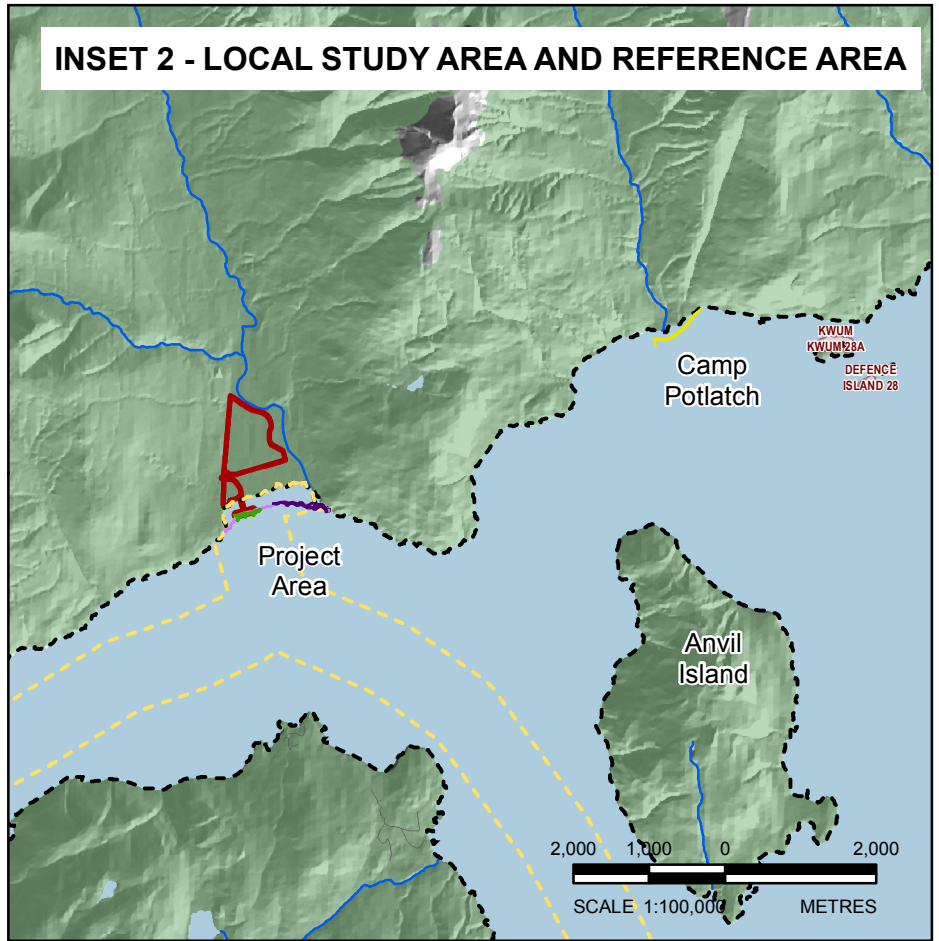 INSET 2 - LOCAL STUDY AREA AND REFERENCE AREA
KWUM
KWUM 28A
DEFENCE
ISLAND 28
Camp
Potlatch
Project
Area
Anvil
Island
2,000 1,000 0 2,000
SCALE 1:100,000 METRES